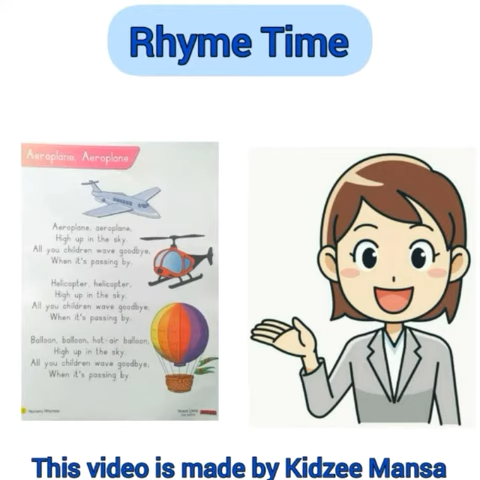 Rhyme Time
Aeroplane, Aeroplane
Aeroplane, aeroplane,
High up in the sky.
All you children wave goodbye,
When it's passing by.
Helicopter, helicopter,
High up in the sky.
All you children wave goodbye,
When it's passing by.
Balloon, balloon, hot-air balloon,
High up in the sky.
All you children wave goodbye,
When it's passing by
Nursery Rhymes
This video is made by Kidzee Mansa